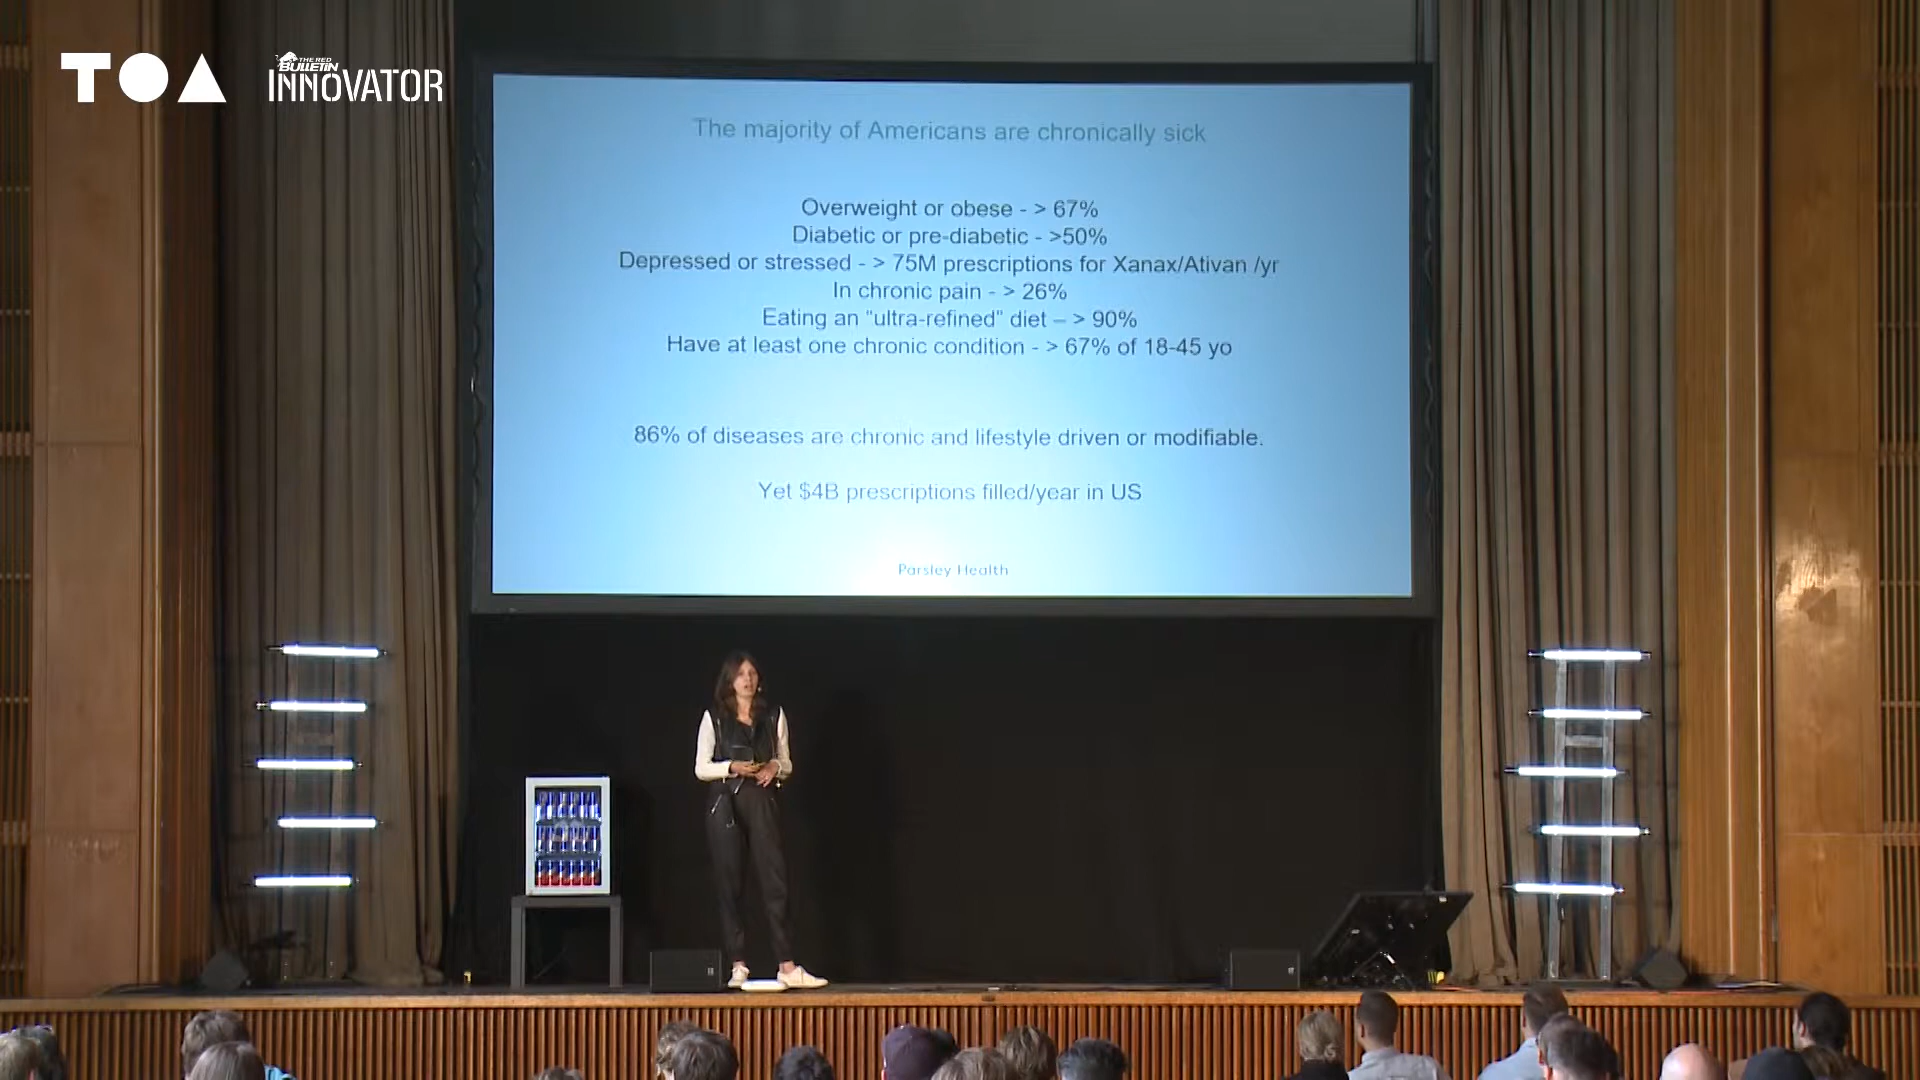 TOA
THE RED
BULLETIN
INNOVATOR
The majority of Americans are chronically sick
Overweight or obese - > 67%
Diabetic or pre-diabetic - >50%
Depressed or stressed - > 75M prescriptions for Xanax/Ativan /yr
In chronic pain - > 26%
Eating an "ultra-refined" diet – > 90%
Have at least one chronic condition - > 67% of 18-45 yo
86% of diseases are chronic and lifestyle driven or modifiable.
Yet $4B prescriptions filled/year in US
Parsley Health